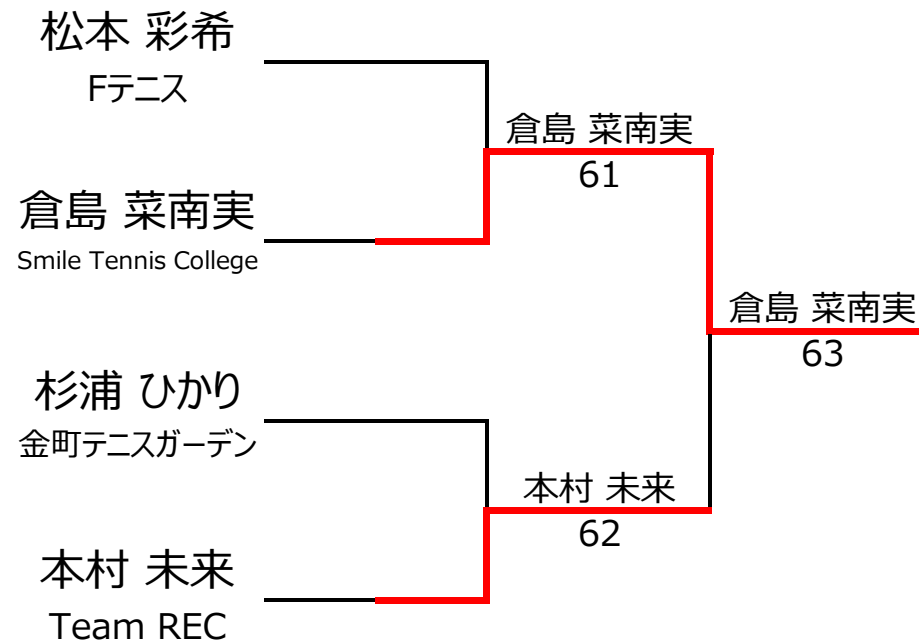 松本 彩希
Fテニス
倉島 菜南実
61
倉島 菜南実
Smile Tennis College
倉島 菜南実
63
杉浦 ひかり
金町テニスガーデン
本村 未来
62
本村 未来
Team REC